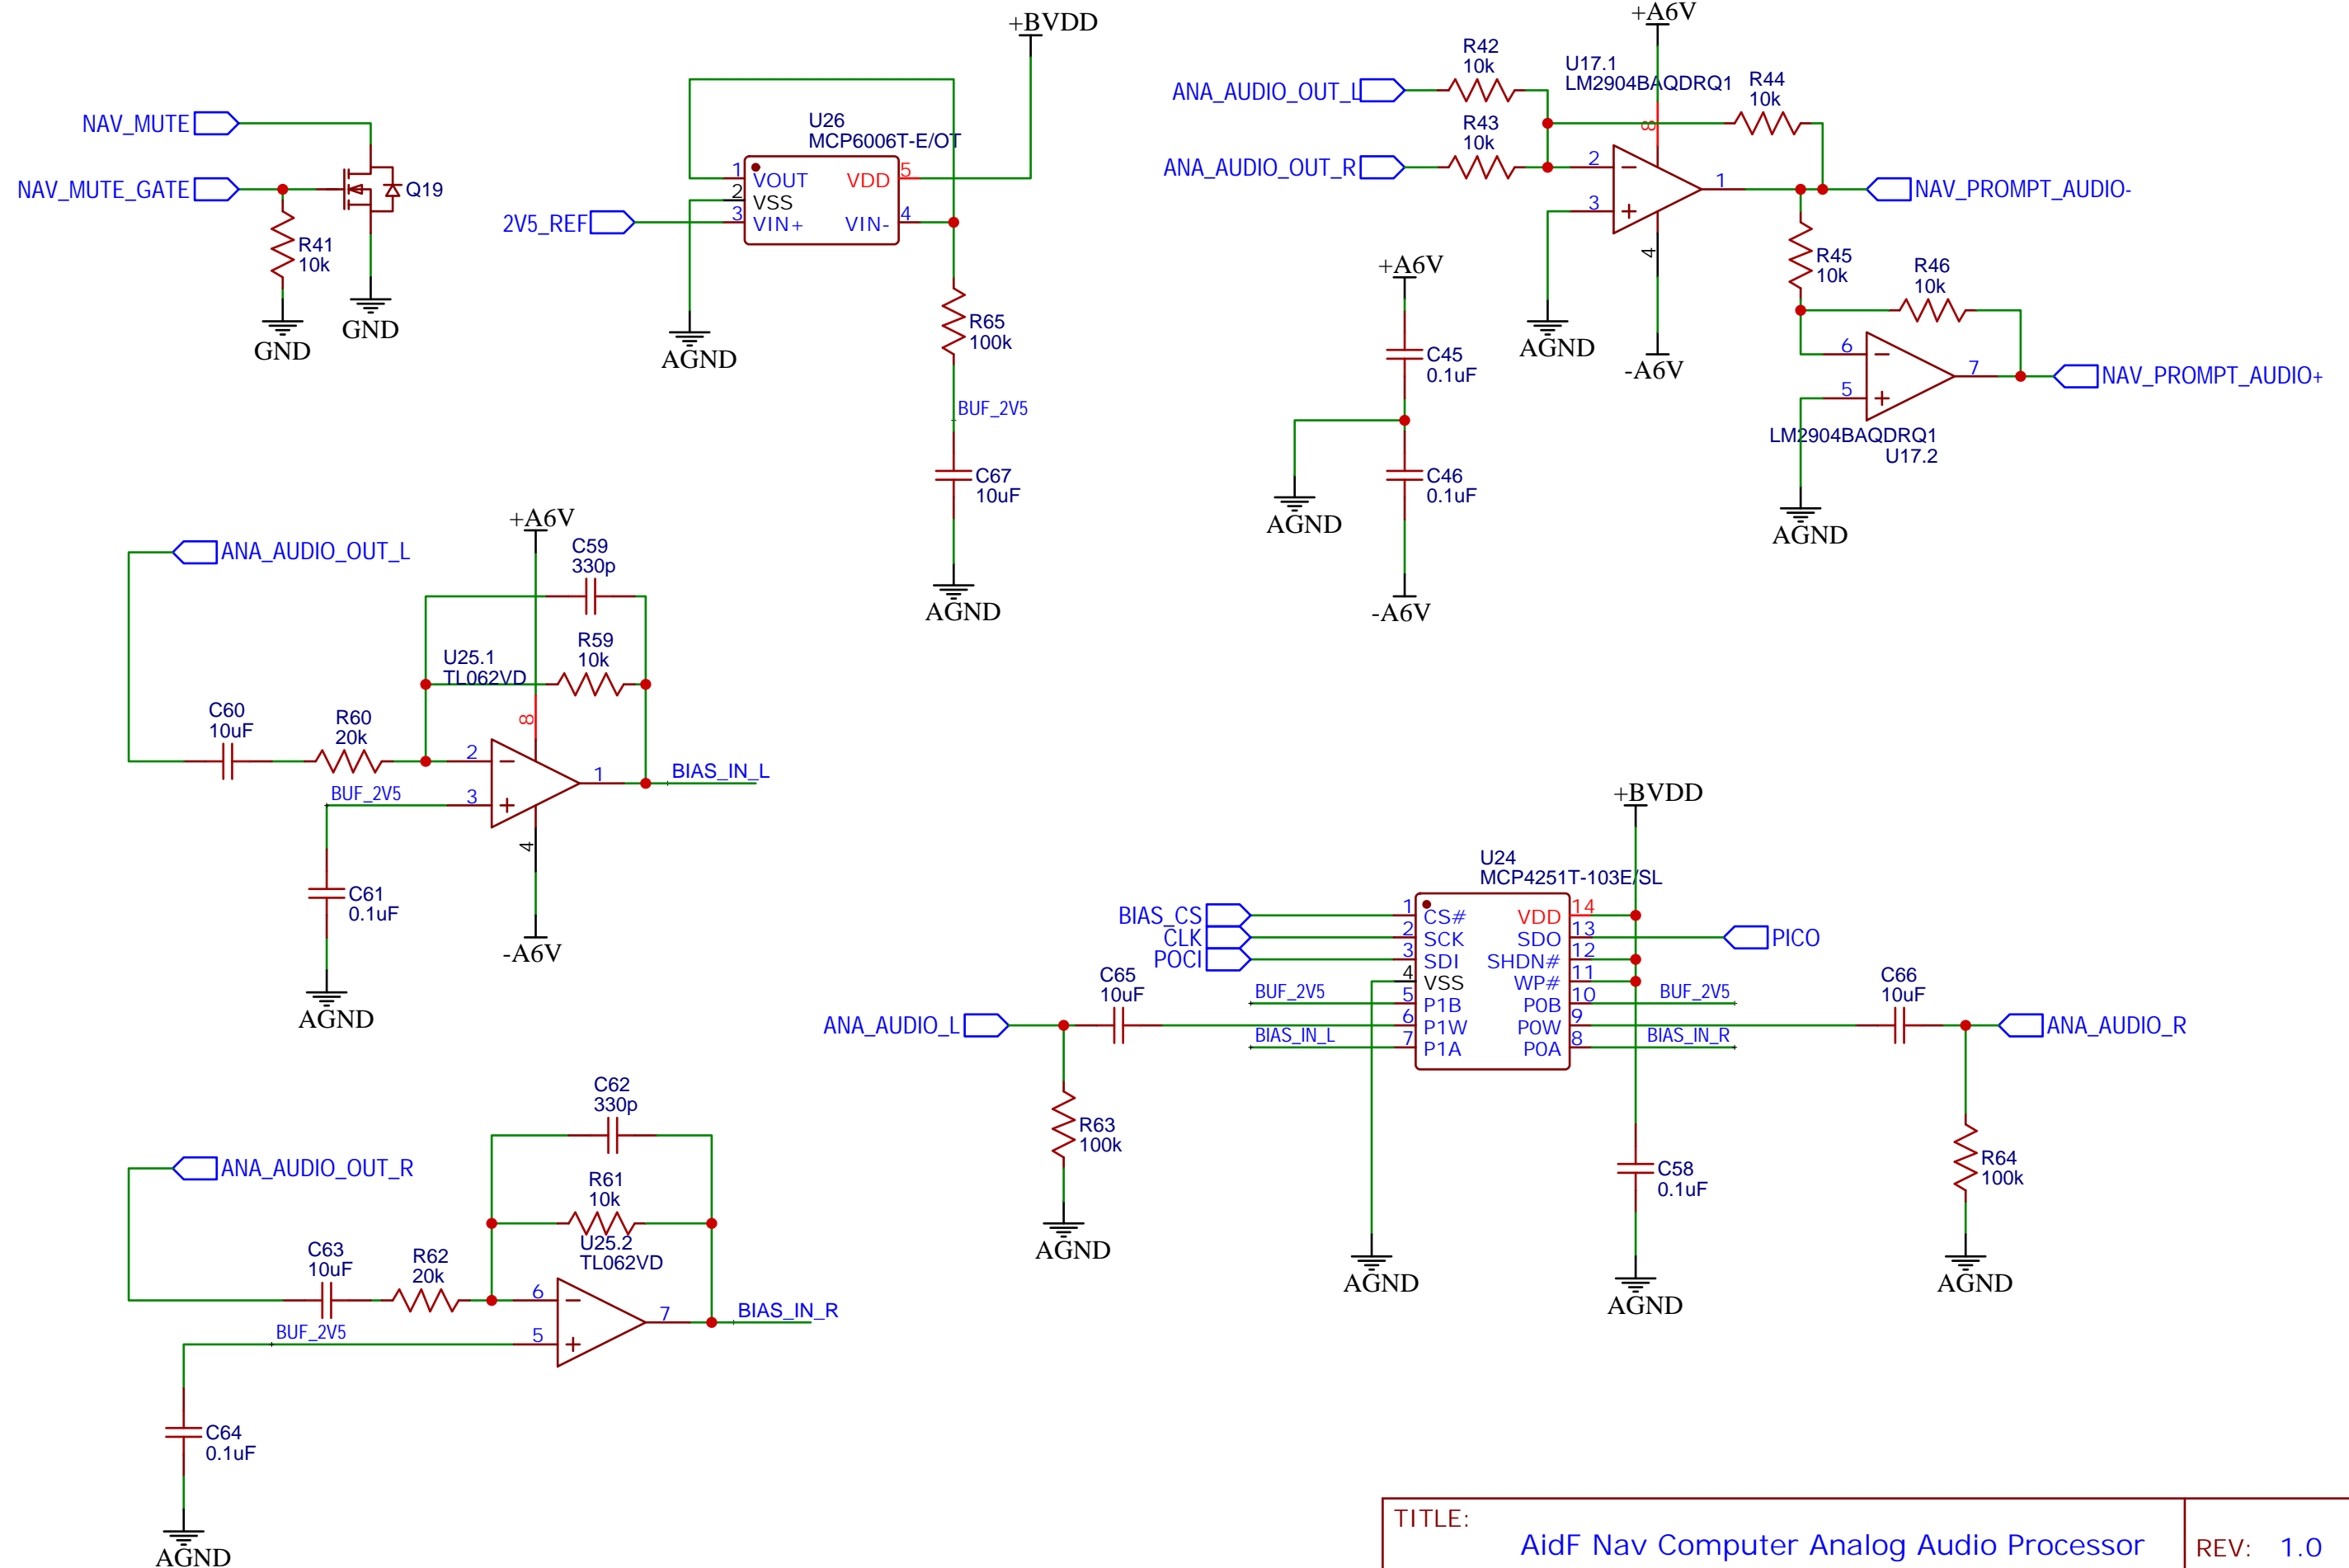 NAV_MUTE
NAV_MUTE_GATE
Q19
R41
10k
GND
GND
+BVDD
U26
MCP6006T-E/OT
1 VOUT VDD 5
2 VSS
3 VIN+ VIN- 4
2V5_REF
AGND
R65
100k
BUF_2V5
C67
10uF
AGND
+A6V
ANA_AUDIO_OUT_L
R42
10k
U17.1
LM2904BAQDRQ1
R44
10k
ANA_AUDIO_OUT_R
R43
10k
8
2
3
1
4
NAV_PROMPT_AUDIO-
AGND
-A6V
R45
10k
R46
10k
6
5
7
NAV_PROMPT_AUDIO+
LM2904BAQDRQ1
U17.2
AGND
+A6V
C45
0.1uF
C46
0.1uF
AGND
-A6V
ANA_AUDIO_OUT_L
+A6V
C59
330p
R59
10k
U25.1
TL062VD
C60
10uF
R60
20k
8
2
3
1
4
BUF_2V5
BIAS_IN_L
C61
0.1uF
AGND
-A6V
+BVDD
U24
MCP4251T-103E/SL
BIAS_CS
CLK
POCI
1 CS# VDD 14
2 SCK SDO 13
3 SDI SHDN# 12
4 VSS WP# 11
5 P1B P0B 10
6 P1W P0W 9
7 P1A P0A 8
PICO
BUF_2V5
BUF_2V5
BIAS_IN_L
BIAS_IN_R
ANA_AUDIO_L
C65
10uF
C66
10uF
ANA_AUDIO_R
R63
100k
AGND
AGND
C58
0.1uF
AGND
R64
100k
AGND
ANA_AUDIO_OUT_R
C62
330p
R61
10k
U25.2
TL062VD
C63
10uF
R62
20k
6
5
7
BUF_2V5
BIAS_IN_R
C64
0.1uF
AGND
TITLE:
AidF Nav Computer Analog Audio Processor
REV: 1.0